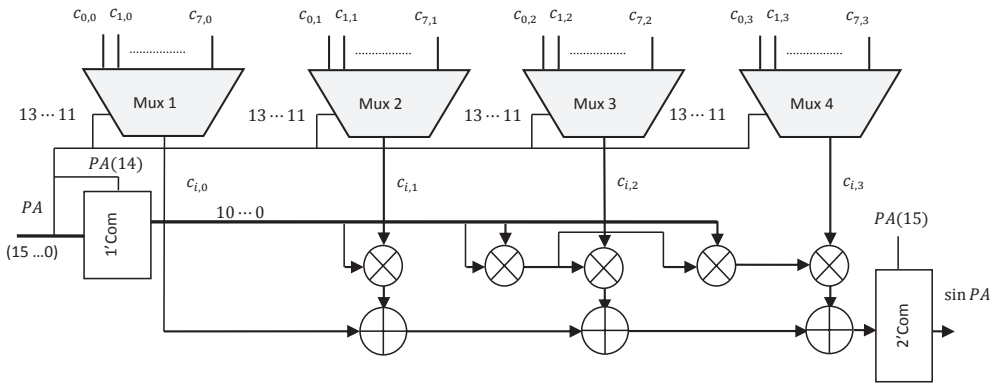 c0,0 c1,0 c7,0 c0,1 c1,1 c7,1 c0,2 c1,2 c7,2 c0,3 c1,3 c7,3
Mux 1 Mux 2 Mux 3 Mux 4
13 ⋯ 11 13 ⋯ 11 13 ⋯ 11 13 ⋯ 11
PA(14)
ci,0 ci,1 ci,2 ci,3
PA
10 ⋯ 0
PA(15)
(15 ...0)
1'Com
sin PA
2'Com